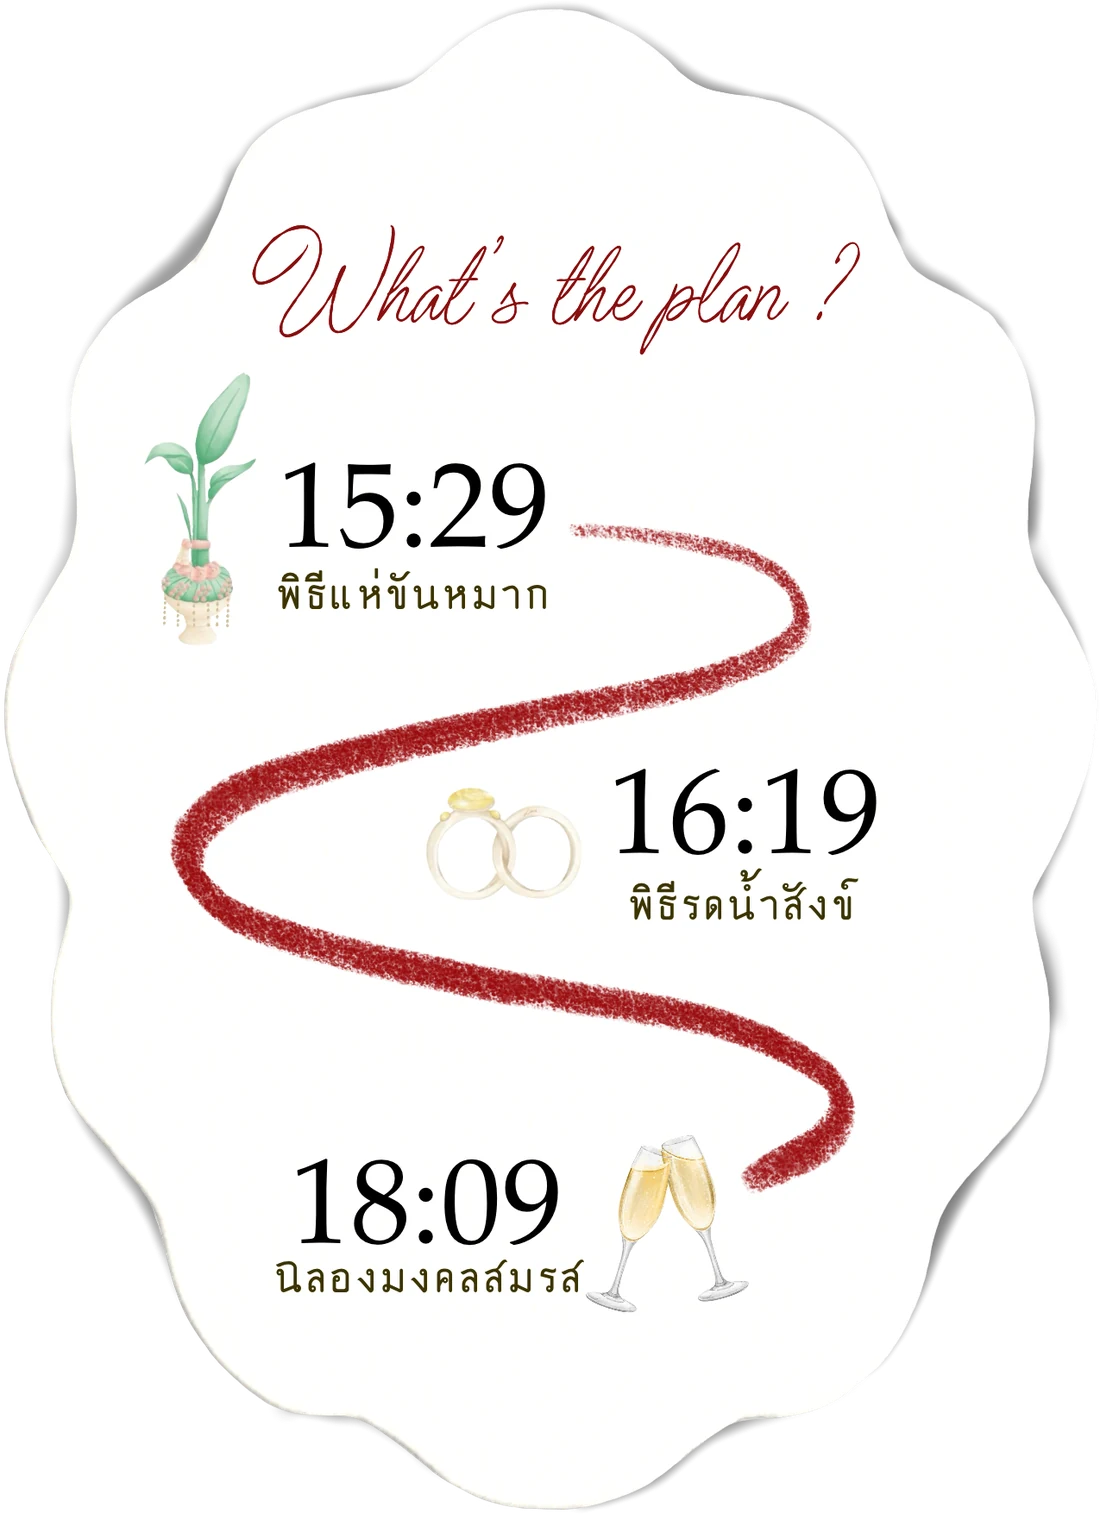 What's the plan ?
15:29
พิธีแห่ขันหมาก
16:19
พิธีรดน้ำสังข์
18:09
ฉลองมงคลสมรส